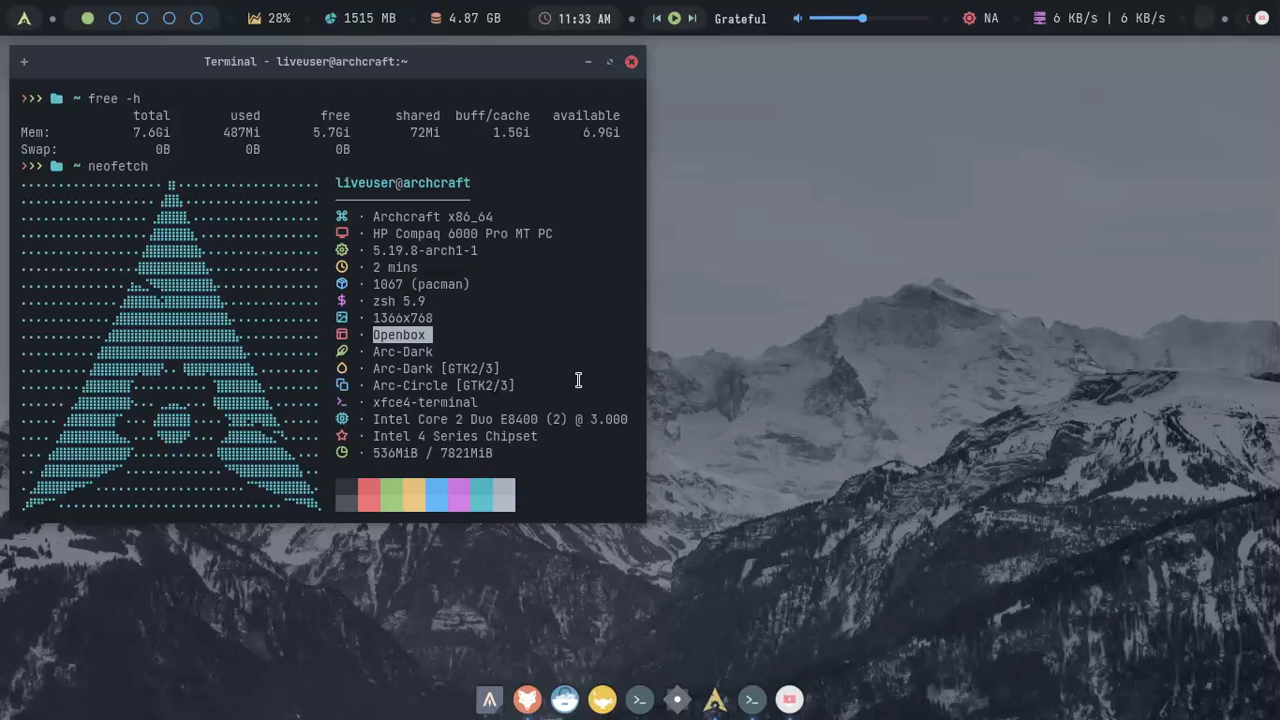 28% 1515 MB 4.87 GB 11:33 AM Grateful NA 6 KB/s | 6 KB/s
Terminal - liveuser@archcraft:~
>>> ~ free -h
total used free shared buff/cache available
Mem: 7.6Gi 487Mi 5.7Gi 72Mi 1.5Gi 6.9Gi
Swap: 0B 0B 0B
>>> ~ neofetch
liveuser@archcraft
· Archcraft x86_64
· HP Compaq 6000 Pro MT PC
· 5.19.8-arch1-1
· 2 mins
· 1067 (pacman)
$ · zsh 5.9
· 1366x768
· Openbox
· Arc-Dark
· Arc-Dark [GTK2/3]
· Arc-Circle [GTK2/3]
· xfce4-terminal
· Intel Core 2 Duo E8400 (2) @ 3.000
· Intel 4 Series Chipset
· 536MiB / 7821MiB